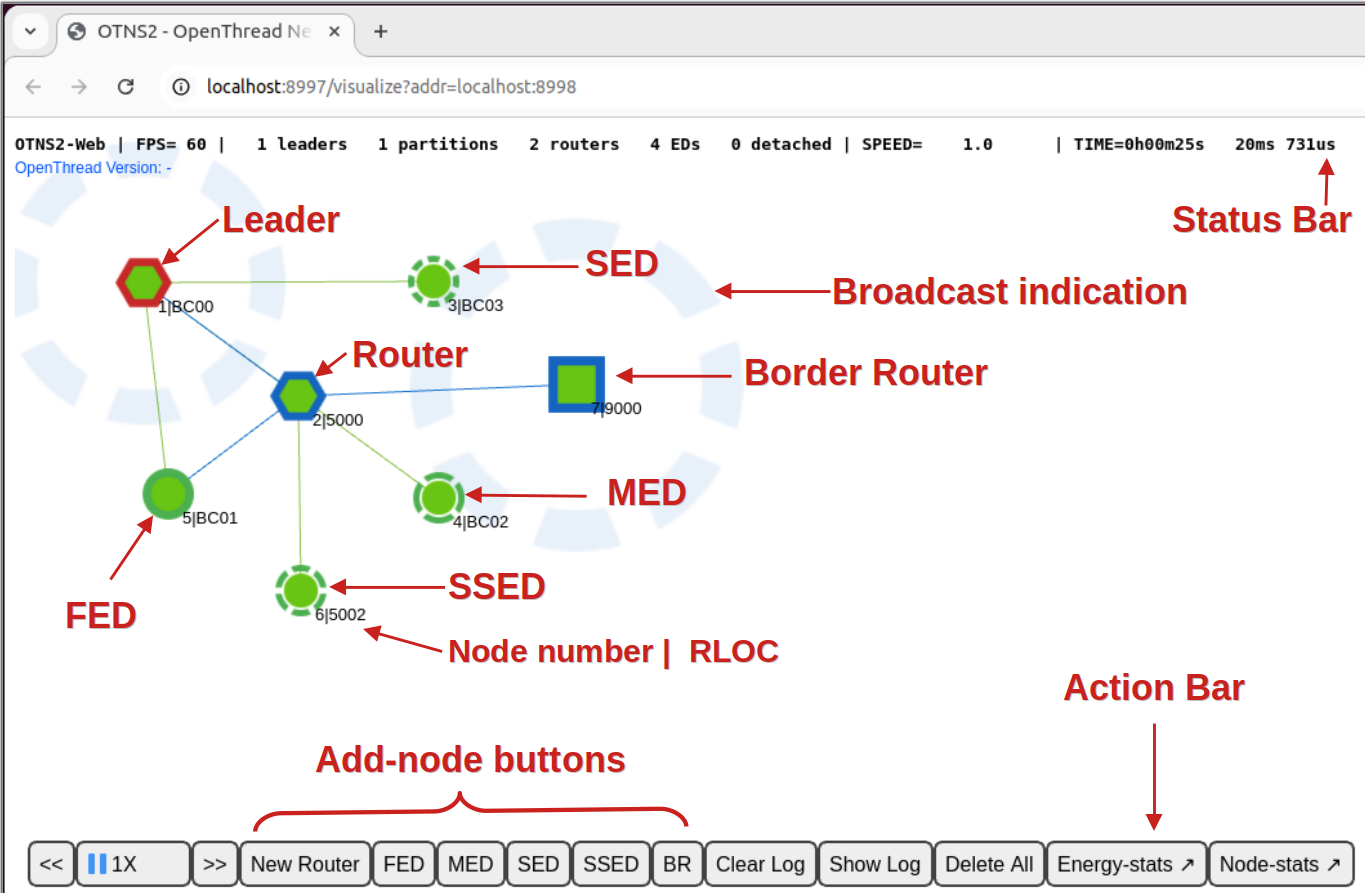 OTNS2 - OpenThread Ne
localhost:8997/visualize?addr=localhost:8998
OTNS2-Web | FPS= 60 | 1 leaders 1 partitions 2 routers 4 EDs 0 detached | SPEED= 1.0 | TIME=0h00m25s 20ms 731us
OpenThread Version: -
Leader
Status Bar
SED
Broadcast indication
1|BC00
3|BC03
Router
Border Router
2|5000
7|9000
MED
5|BC01
4|BC02
SSED
FED
6|5002
Node number | RLOC
Action Bar
Add-node buttons
<< 1X >> New Router FED MED SED SSED BR Clear Log Show Log Delete All Energy-stats ↗ Node-stats ↗